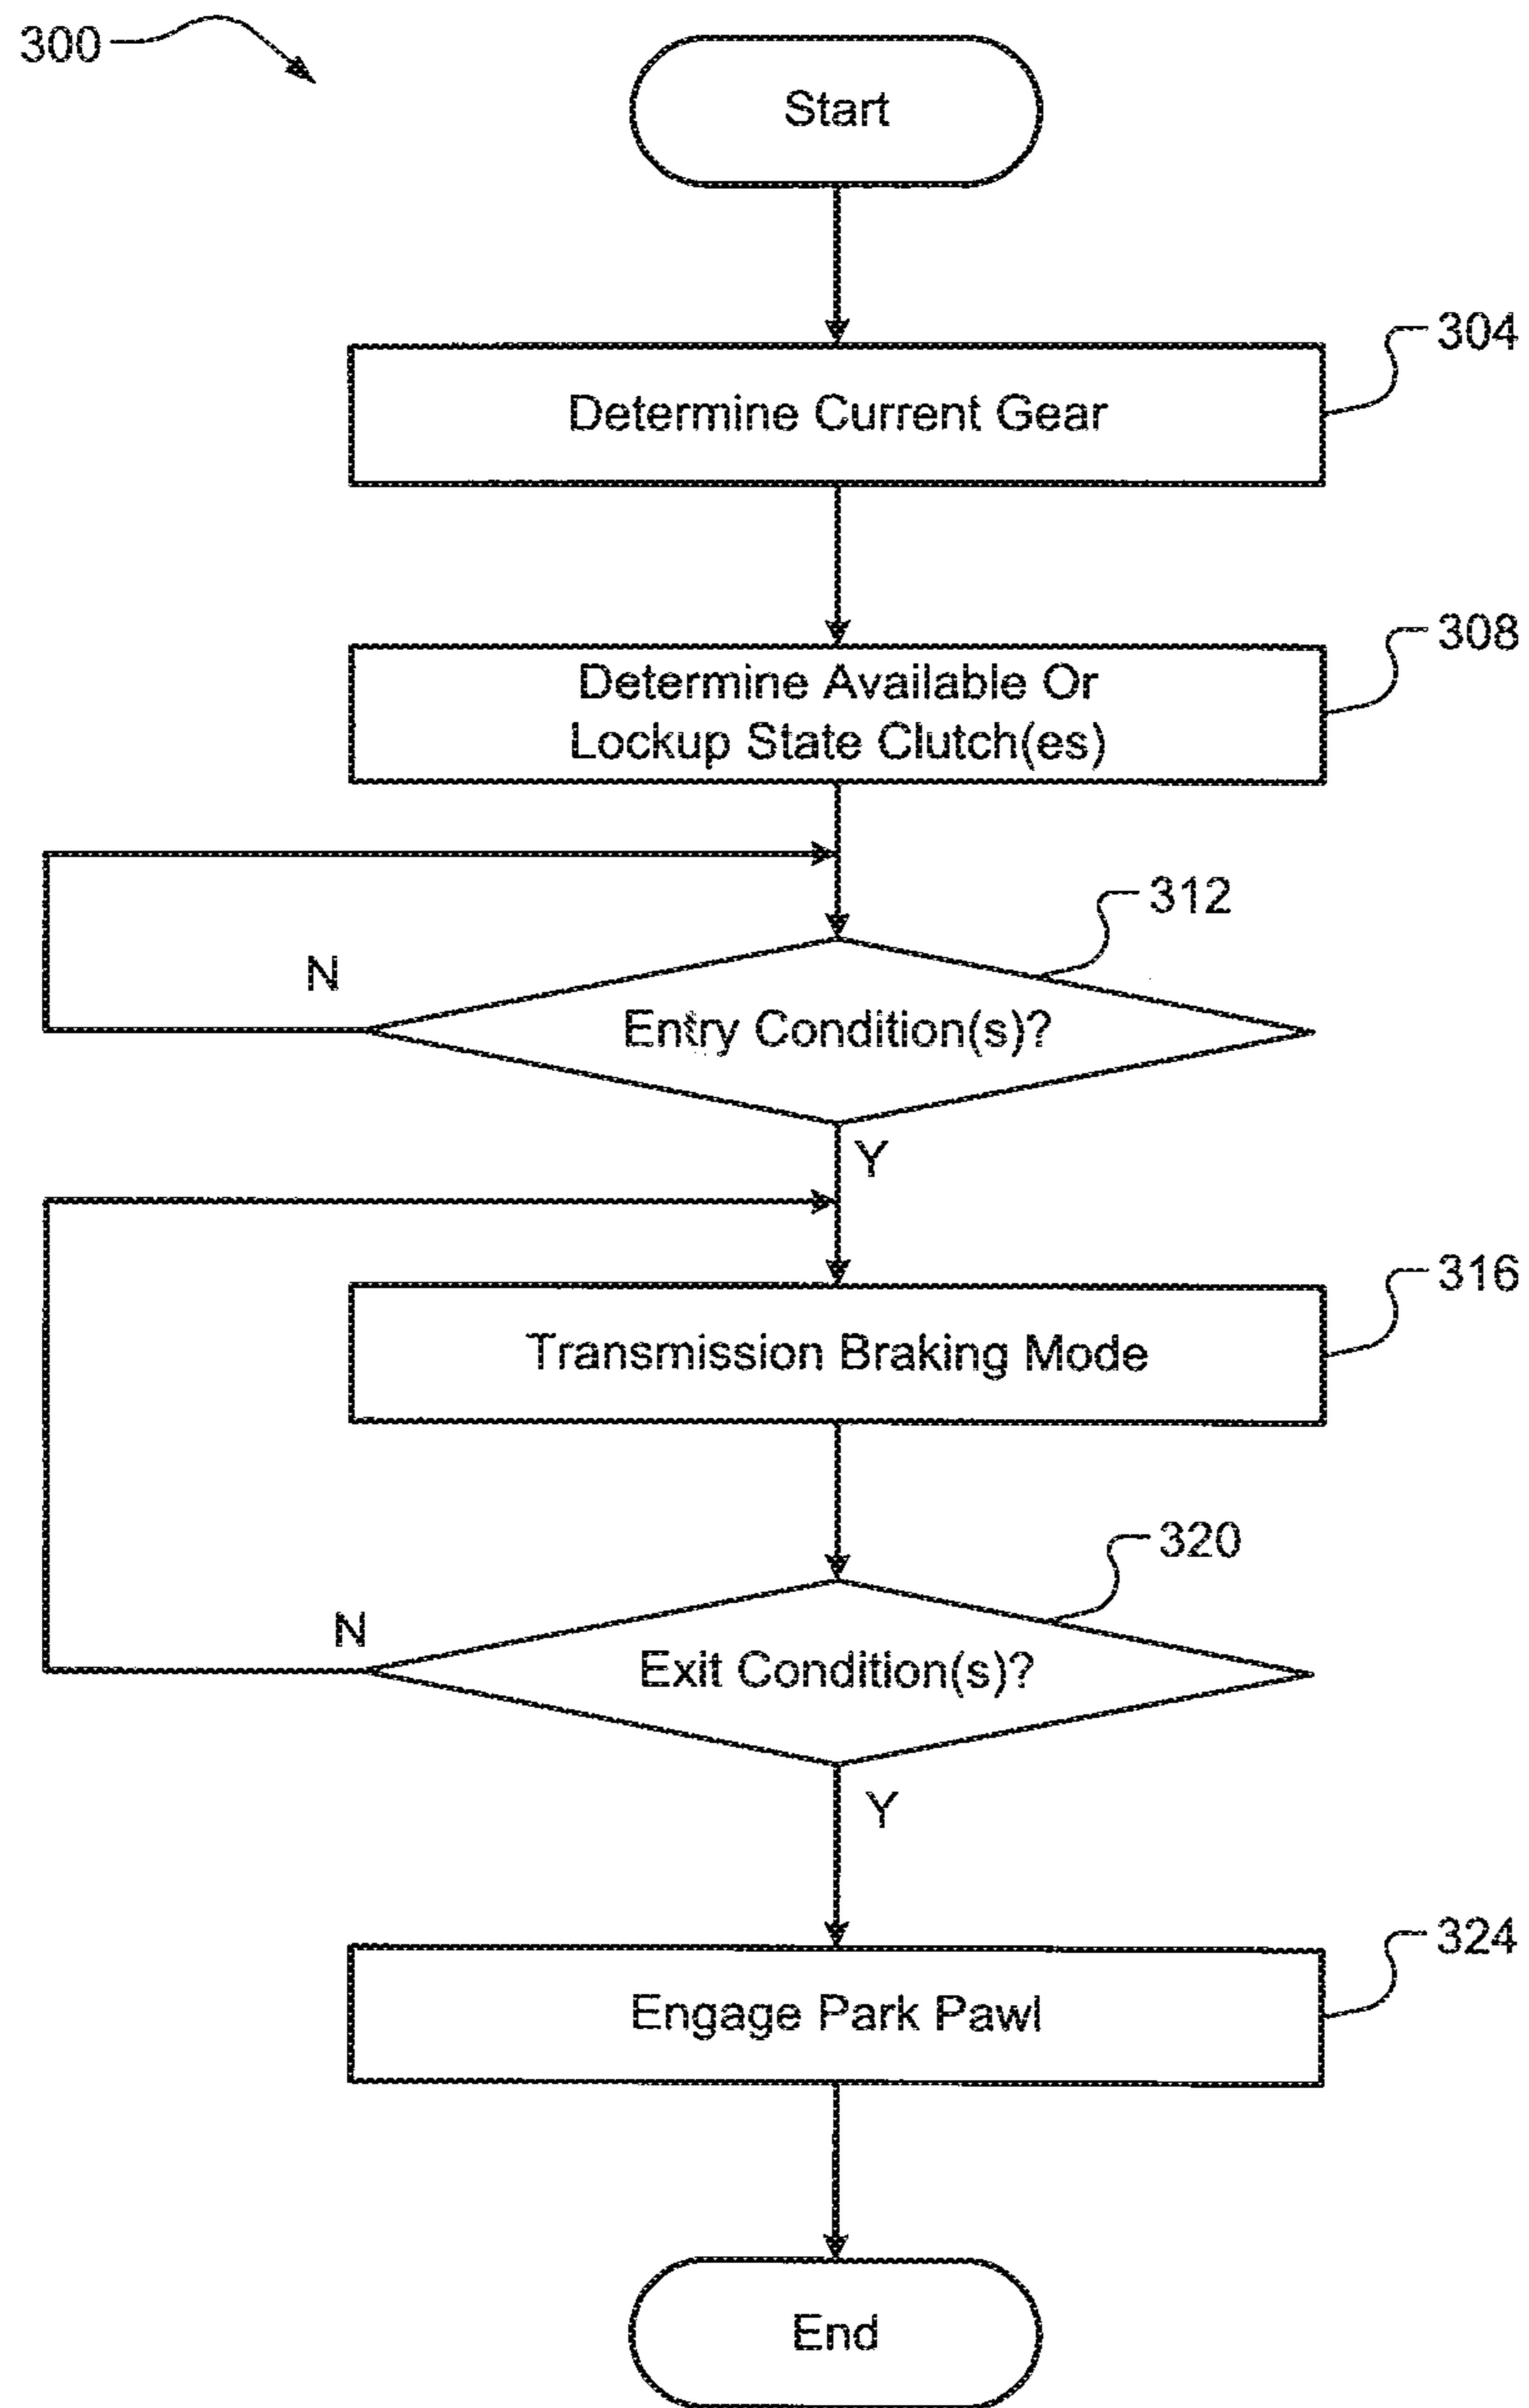 300
Start
304
Determine Current Gear
308
Determine Available Or
Lockup State Clutch(es)
312
N
Entry Condition(s)?
Y
316
Transmission Braking Mode
320
N
Exit Condition(s)?
Y
324
Engage Park Pawl
End